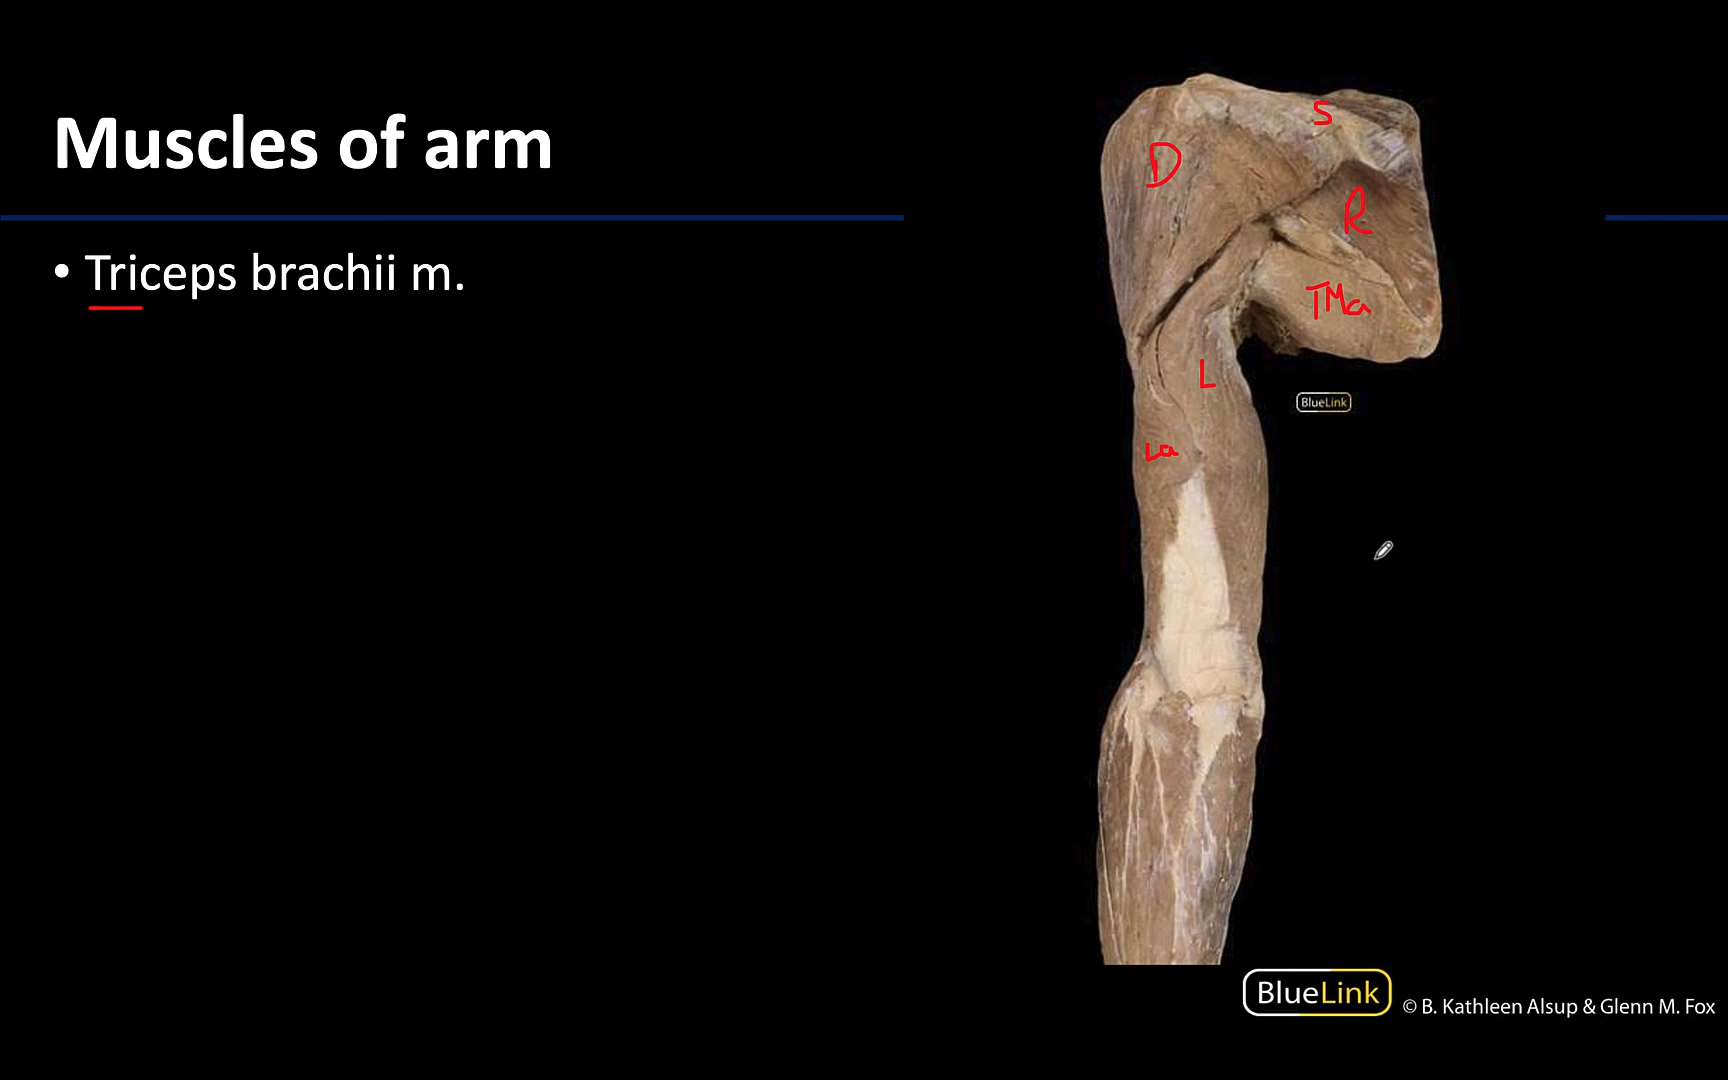 Muscles of arm
• Triceps brachii m.
S
D
R
TMa
L
La
BlueLink
BlueLink
© B. Kathleen Alsup & Glenn M. Fox